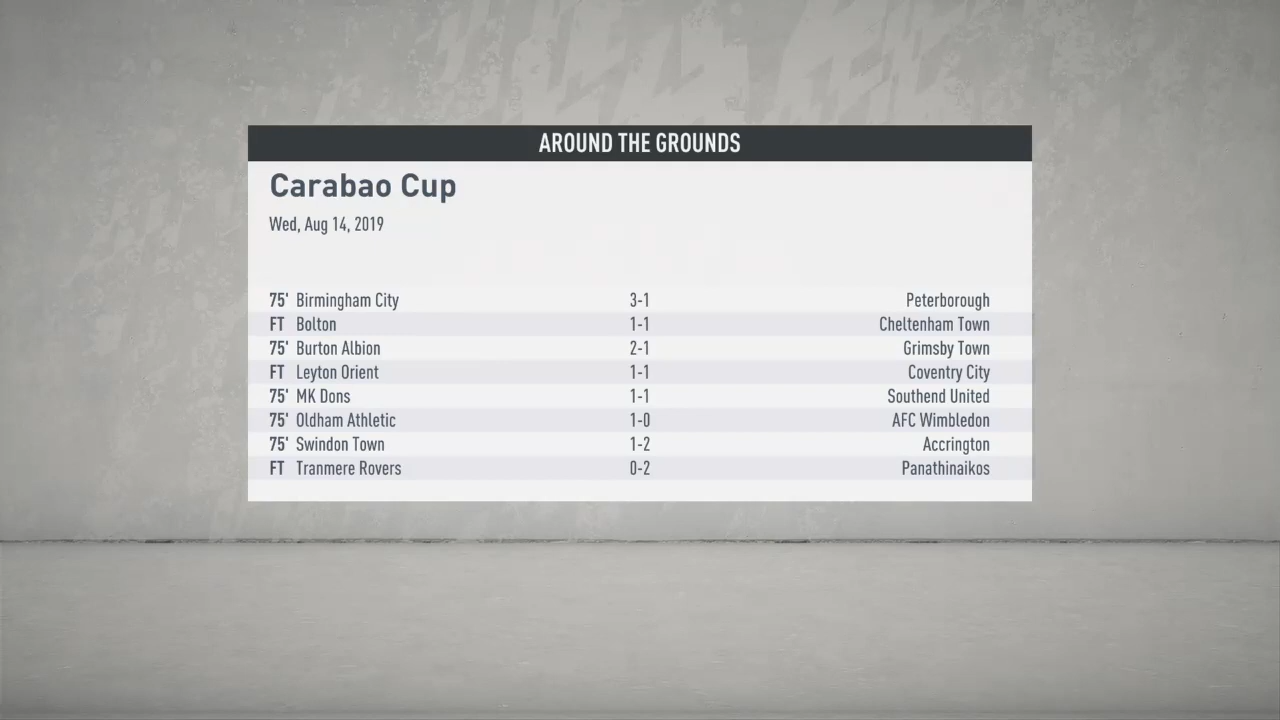 AROUND THE GROUNDS
Carabao Cup
Wed, Aug 14, 2019
75' Birmingham City 3-1 Peterborough
FT Bolton 1-1 Cheltenham Town
75' Burton Albion 2-1 Grimsby Town
FT Leyton Orient 1-1 Coventry City
75' MK Dons 1-1 Southend United
75' Oldham Athletic 1-0 AFC Wimbledon
75' Swindon Town 1-2 Accrington
FT Tranmere Rovers 0-2 Panathinaikos